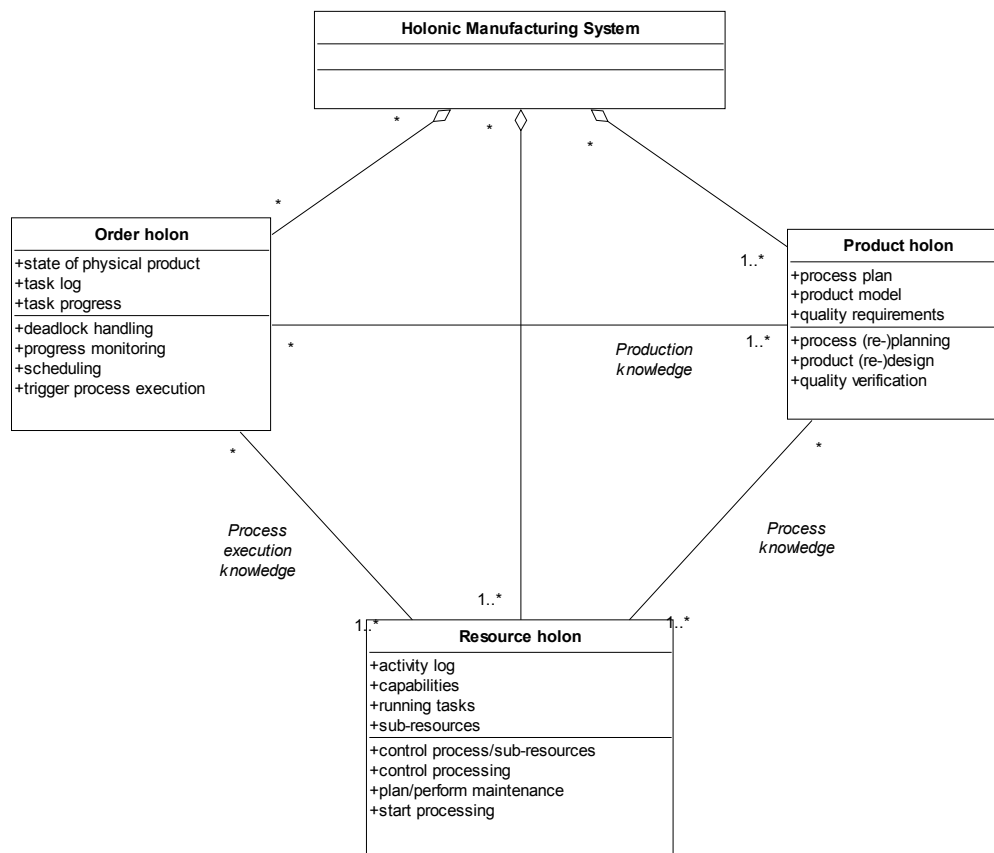 Holonic Manufacturing System
*
*
*
*
1..*
Order holon
+state of physical product
+task log
+task progress
+deadlock handling
+progress monitoring
+scheduling
+trigger process execution
Product holon
+process plan
+product model
+quality requirements
+process (re-)planning
+product (re-)design
+quality verification
*
1..*
Production
knowledge
*
*
Process
execution
knowledge
Process
knowledge
1..*
1..*
1..*
Resource holon
+activity log
+capabilities
+running tasks
+sub-resources
+control process/sub-resources
+control processing
+plan/perform maintenance
+start processing